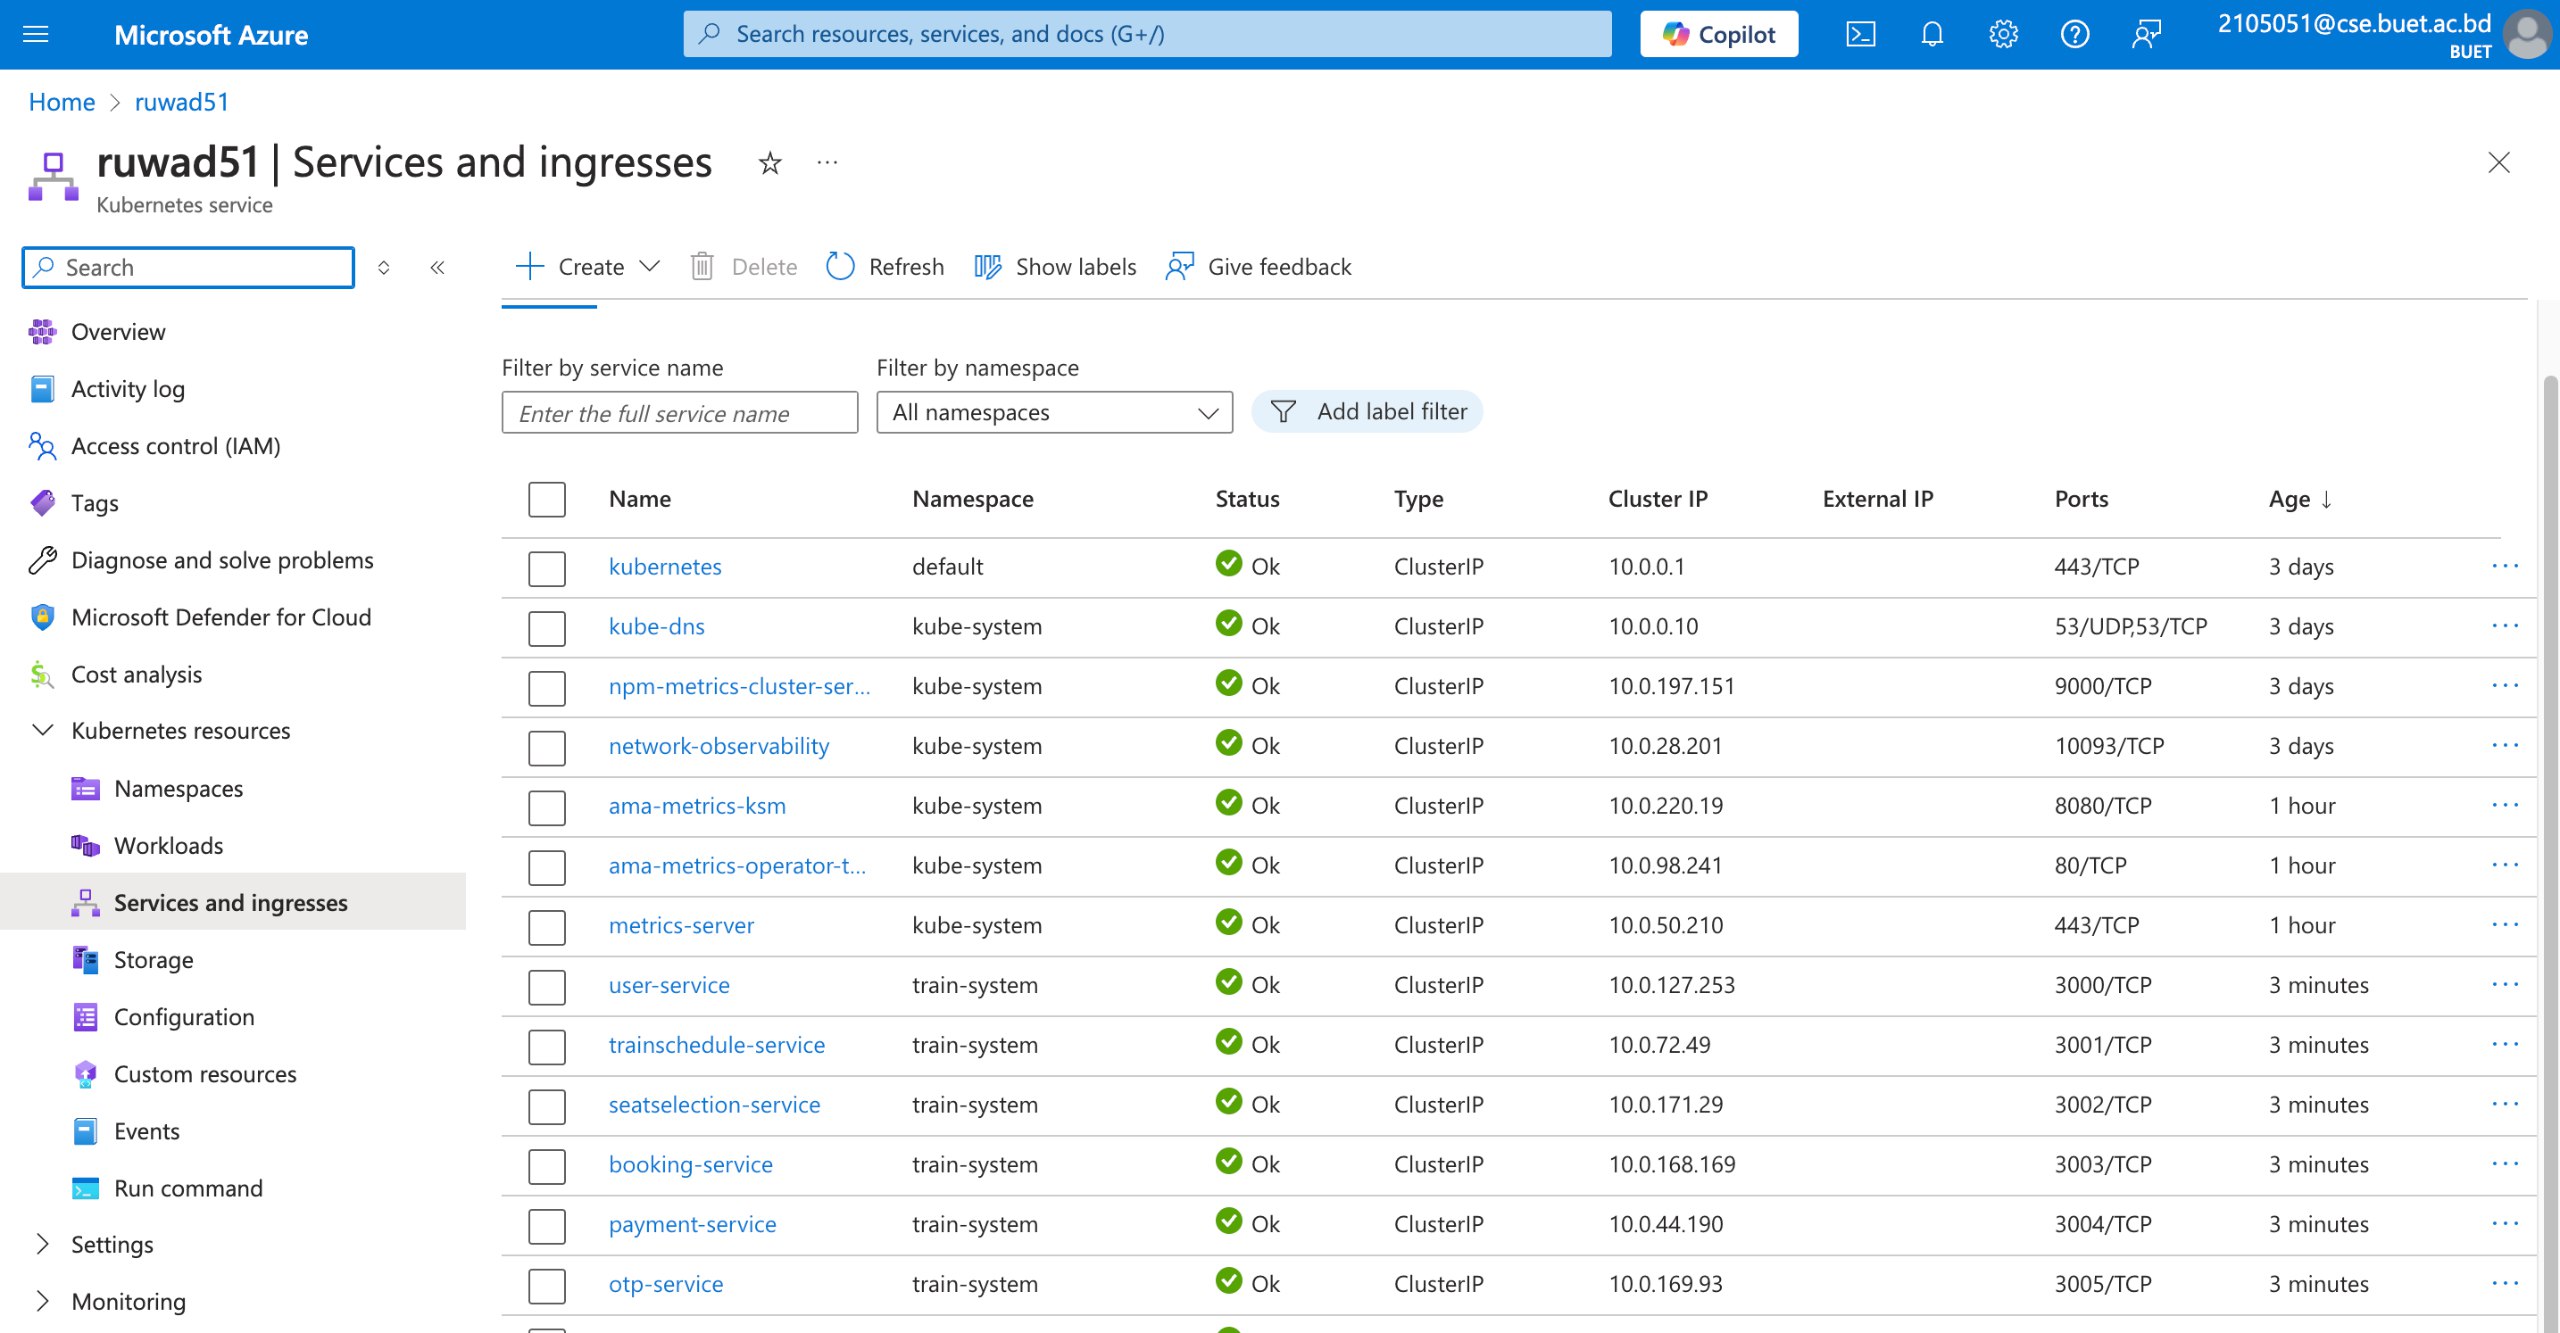 Microsoft Azure
Search resources, services, and docs (G+/)
Copilot
2105051@cse.buet.ac.bd
BUET
Home > ruwad51
ruwad51 | Services and ingresses
Kubernetes service
Search
Create
Delete
Refresh
Show labels
Give feedback
Overview
Activity log
Access control (IAM)
Tags
Diagnose and solve problems
Microsoft Defender for Cloud
Cost analysis
Kubernetes resources
Namespaces
Workloads
Services and ingresses
Storage
Configuration
Custom resources
Events
Run command
Settings
Monitoring
Filter by service name
Enter the full service name
Filter by namespace
All namespaces
Add label filter
Name Namespace Status Type Cluster IP External IP Ports Age ↓
kubernetes default Ok ClusterIP 10.0.0.1 443/TCP 3 days
kube-dns kube-system Ok ClusterIP 10.0.0.10 53/UDP,53/TCP 3 days
npm-metrics-cluster-ser... kube-system Ok ClusterIP 10.0.197.151 9000/TCP 3 days
network-observability kube-system Ok ClusterIP 10.0.28.201 10093/TCP 3 days
ama-metrics-ksm kube-system Ok ClusterIP 10.0.220.19 8080/TCP 1 hour
ama-metrics-operator-t... kube-system Ok ClusterIP 10.0.98.241 80/TCP 1 hour
metrics-server kube-system Ok ClusterIP 10.0.50.210 443/TCP 1 hour
user-service train-system Ok ClusterIP 10.0.127.253 3000/TCP 3 minutes
trainschedule-service train-system Ok ClusterIP 10.0.72.49 3001/TCP 3 minutes
seatselection-service train-system Ok ClusterIP 10.0.171.29 3002/TCP 3 minutes
booking-service train-system Ok ClusterIP 10.0.168.169 3003/TCP 3 minutes
payment-service train-system Ok ClusterIP 10.0.44.190 3004/TCP 3 minutes
otp-service train-system Ok ClusterIP 10.0.169.93 3005/TCP 3 minutes